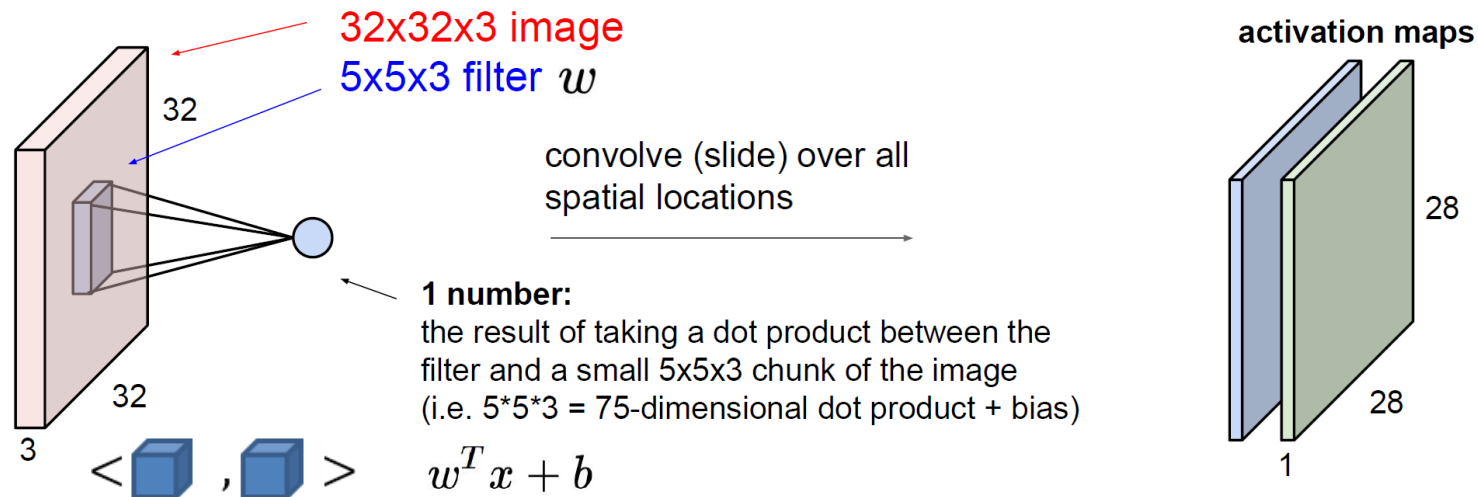 32x32x3 image
5x5x3 filter w
32
32
3
convolve (slide) over all
spatial locations
1 number:
the result of taking a dot product between the
filter and a small 5x5x3 chunk of the image
(i.e. 5*5*3 = 75-dimensional dot product + bias)
< , > w^T x + b
activation maps
28
28
1